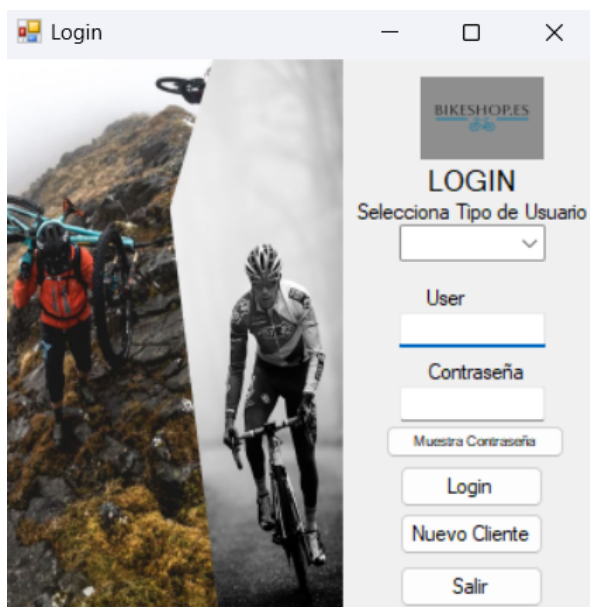 Login
BIKESHOP.ES
LOGIN
Selecciona Tipo de Usuario
User
Contraseña
Muestra Contraseña
Login
Nuevo Cliente
Salir